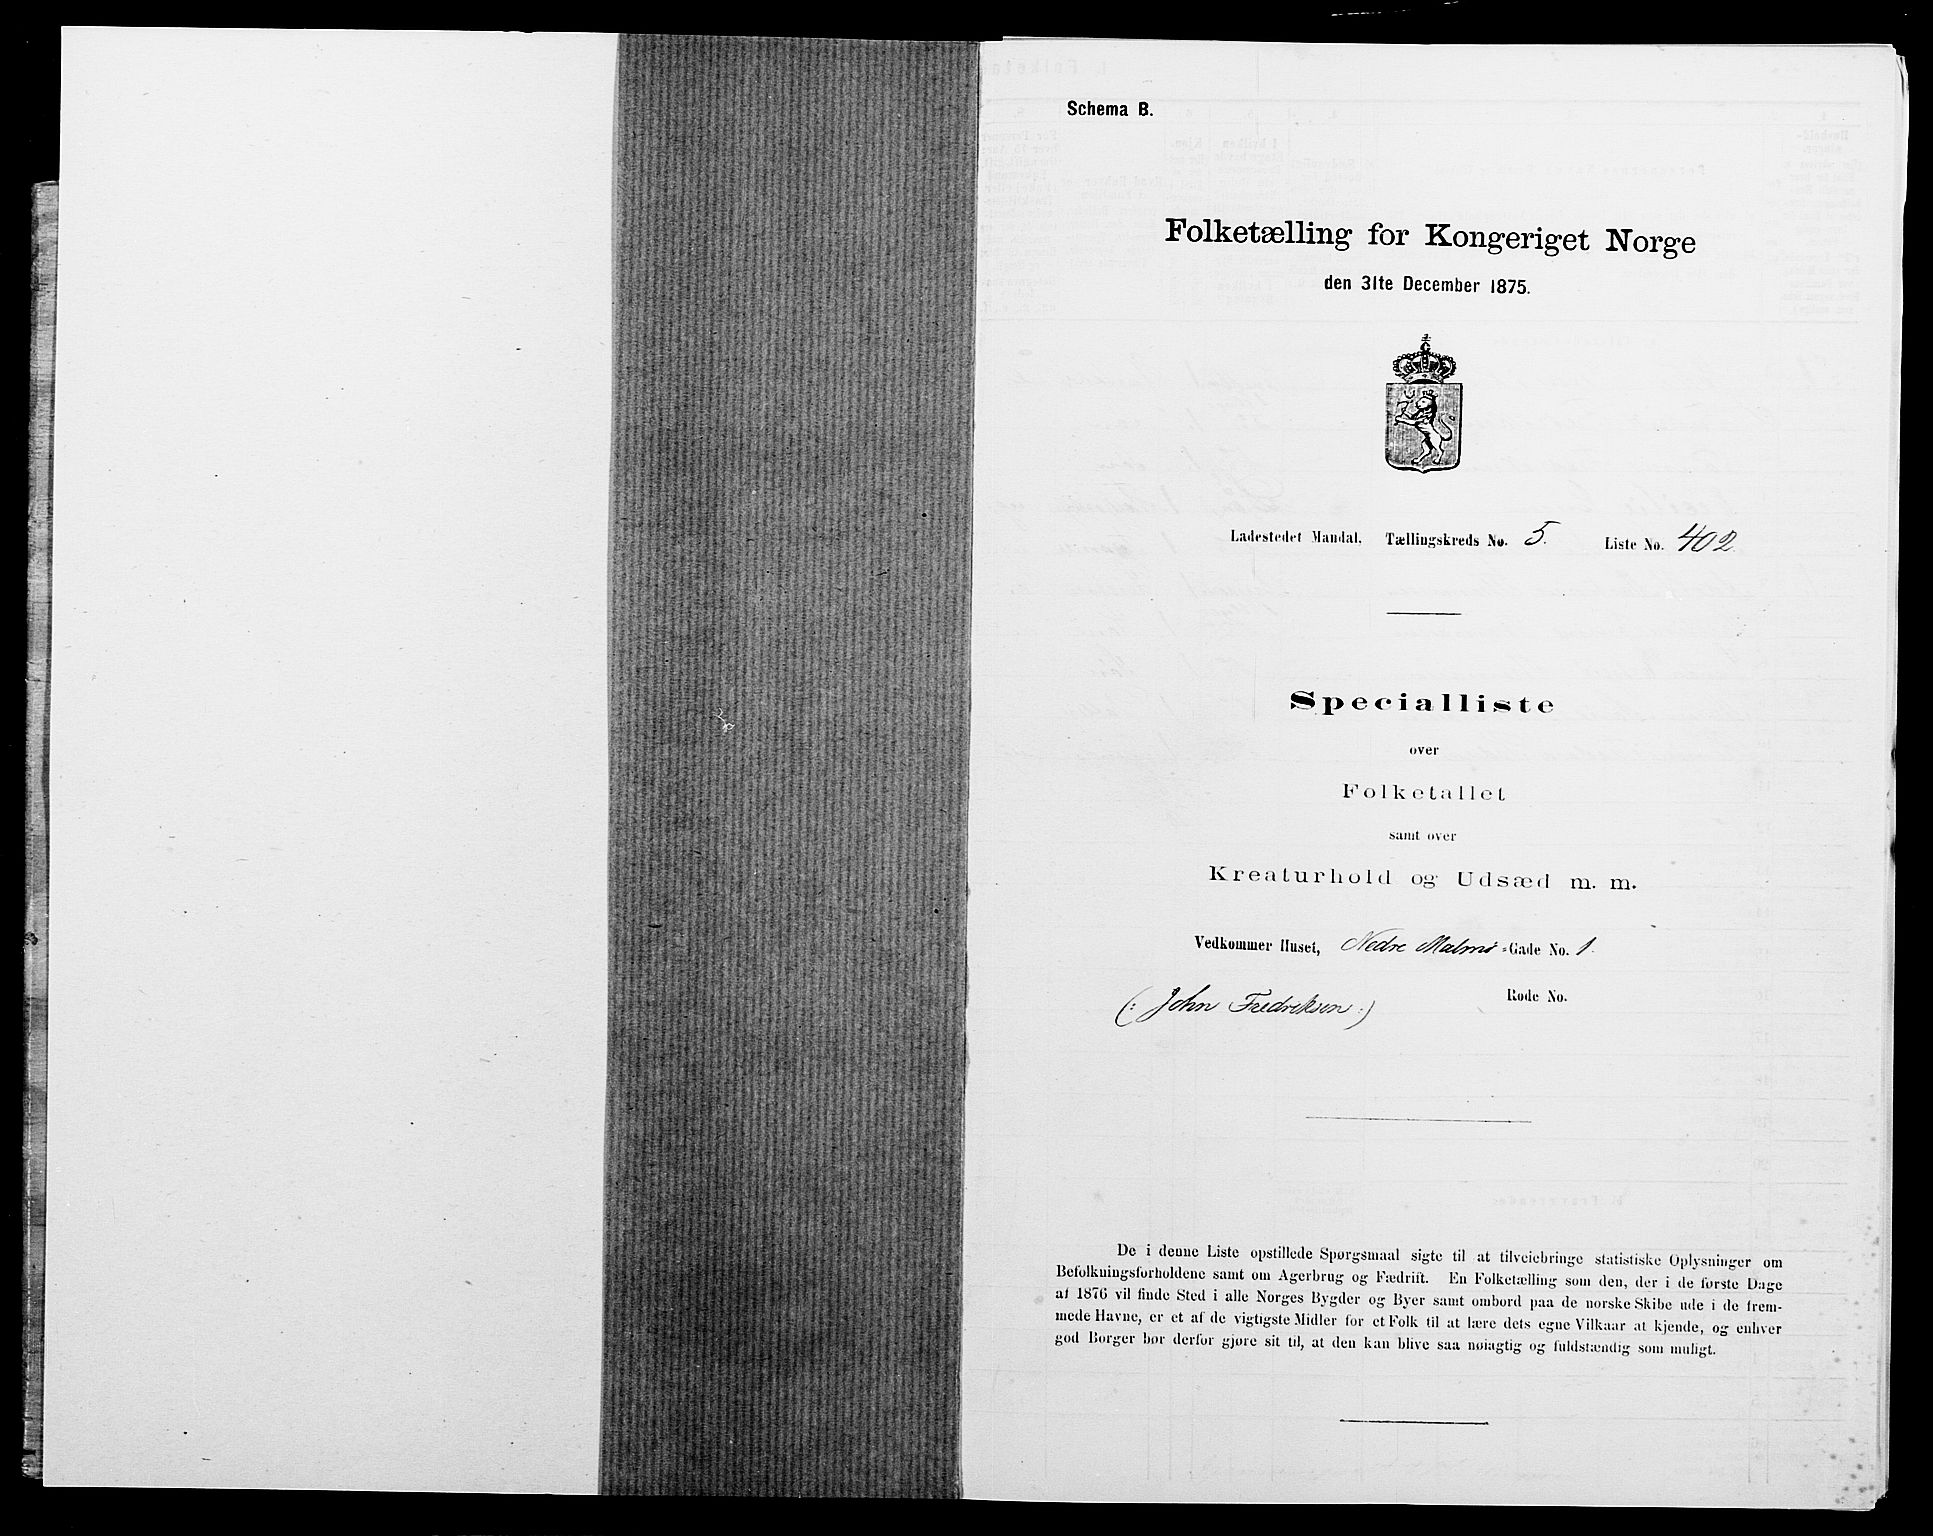 Schema B.
Folketælling for Kongeriget Norge
den 31te December 1875.
Ladestedet Mandal. Tællingskreds No. 5. Liste No. 402.
Specialliste
over
Folketallet
samt over
Kreaturhold og Udsæd m. m.
Vedkommer Huset, Nedre Malmö-Gade No. 1.
(: John Fredriksen :) Rode No.
De i denne Liste opstillede Spørgsmaal sigte til at tilveiebringe statistiske Oplysninger om
Befolkningsforholdene samt om Agerbrug og Fædrift. En Folketælling som den, der i de første Dage
af 1876 vil finde Sted i alle Norges Bygder og Byer samt ombord paa de norske Skibe ude i de frem-
mede Havne, er et af de vigtigste Midler for et Folk til at lære dets egne Vilkaar at kjende, og enhver
god Borger bør derfor gjøre sit til, at den kan blive saa nøiagtig og fuldstændig som muligt.